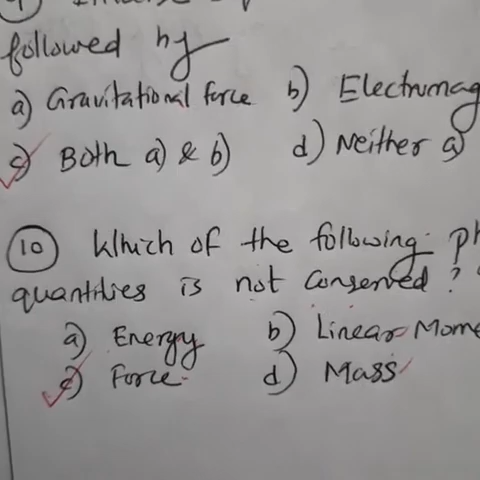 followed by
a) Gravitational force b) Electromag
c) Both a) & b) d) Neither a)
10 Which of the following ph
quantities is not conserved ?
a) Energy b) Linear Mome
c) Force d) Mass